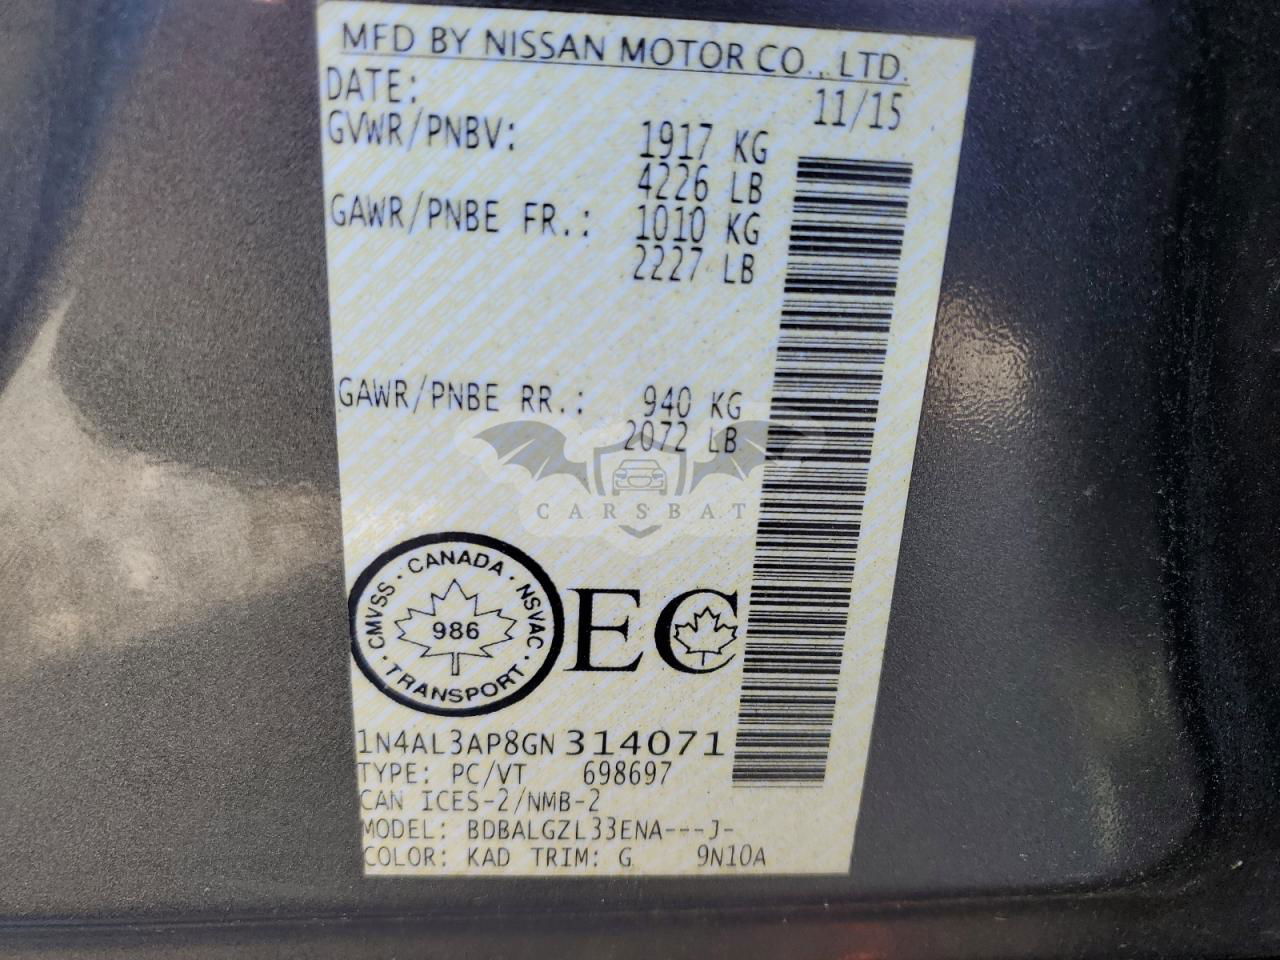 MFD BY NISSAN MOTOR CO., LTD.
DATE: 11/15
GVWR/PNBV: 1917 KG
4226 LB
GAWR/PNBE FR.: 1010 KG
2227 LB
GAWR/PNBE RR.: 940 KG
2072 LB
CARSBAT
CMVSS · CANADA · NSVAC · TRANSPORT ·
986
EC
1N4AL3AP8GN314071
TYPE: PC/VT 698697
CAN ICES-2/NMB-2
MODEL: BDBALGZL33ENA---J-
COLOR: KAD TRIM: G 9N10A